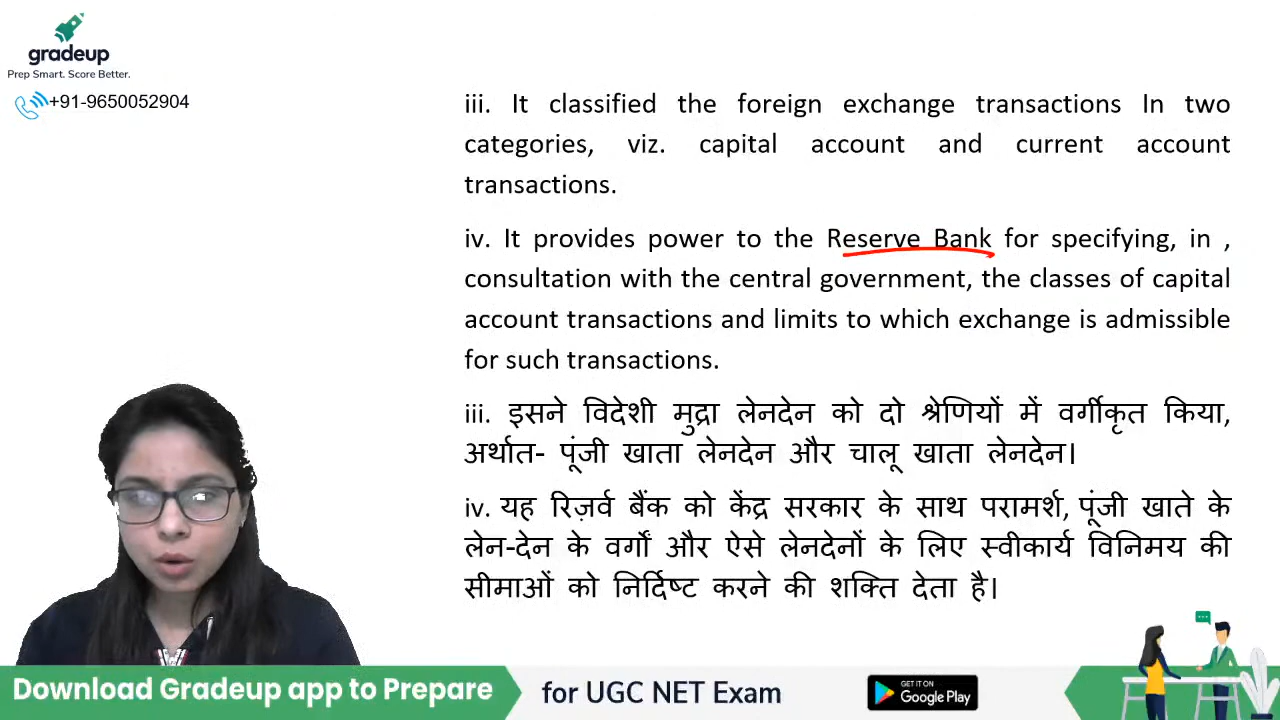 gradeup
Prep Smart. Score Better.
+91-9650052904
iii. It classified the foreign exchange transactions In two
categories, viz. capital account and current account
transactions.
iv. It provides power to the Reserve Bank for specifying, in ,
consultation with the central government, the classes of capital
account transactions and limits to which exchange is admissible
for such transactions.
iii. इसने विदेशी मुद्रा लेनदेन को दो श्रेणियों में वर्गीकृत किया,
अर्थात- पूंजी खाता लेनदेन और चालू खाता लेनदेन।
iv. यह रिज़र्व बैंक को केंद्र सरकार के साथ परामर्श, पूंजी खाते के
लेन-देन के वर्गों और ऐसे लेनदेनों के लिए स्वीकार्य विनिमय की
सीमाओं को निर्दिष्ट करने की शक्ति देता है।
Download Gradeup app to Prepare
for UGC NET Exam
GET IT ON
Google Play